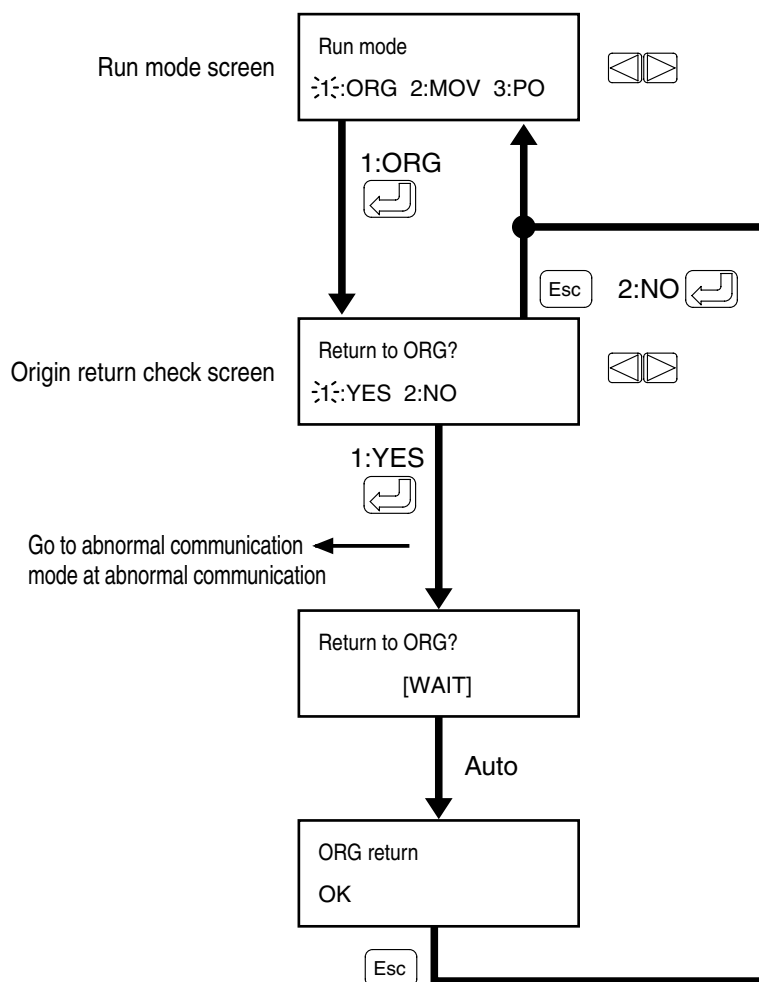 Run mode
Run mode screen
1:ORG 2:MOV 3:PO
1:ORG
Esc 2:NO
Return to ORG?
Origin return check screen
1:YES 2:NO
1:YES
Go to abnormal communication
mode at abnormal communication
Return to ORG?
[WAIT]
Auto
ORG return
OK
Esc